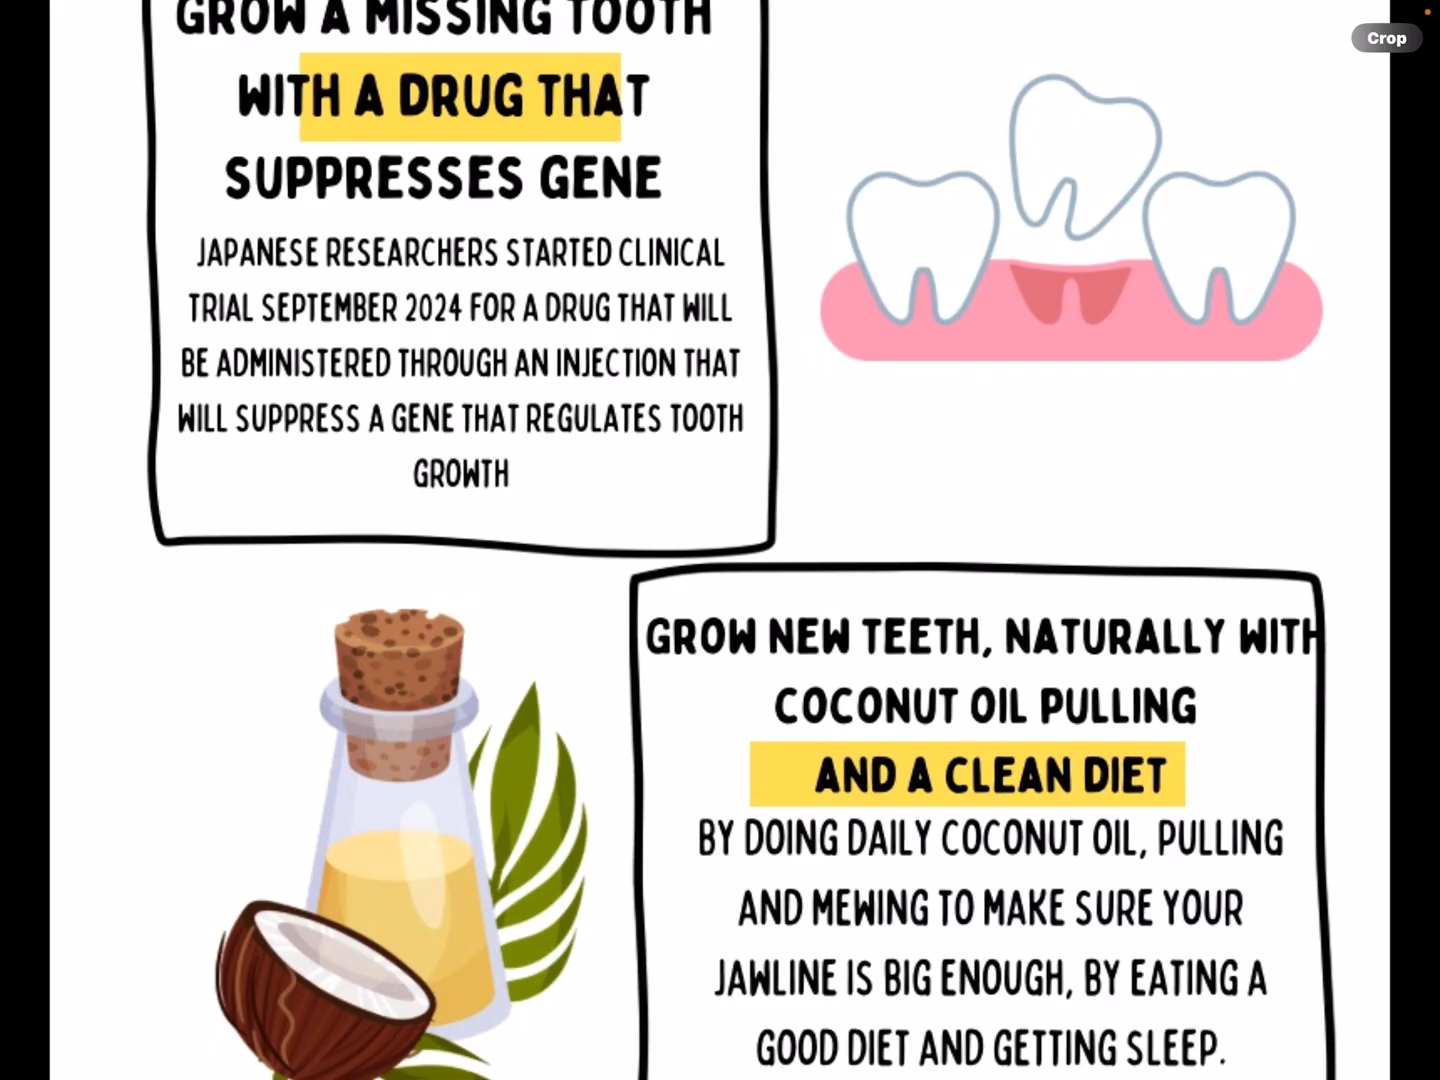 Crop
GROW A MISSING TOOTH
WITH A DRUG THAT
SUPPRESSES GENE
JAPANESE RESEARCHERS STARTED CLINICAL
TRIAL SEPTEMBER 2024 FOR A DRUG THAT WILL
BE ADMINISTERED THROUGH AN INJECTION THAT
WILL SUPPRESS A GENE THAT REGULATES TOOTH
GROWTH
GROW NEW TEETH, NATURALLY WITH
COCONUT OIL PULLING
AND A CLEAN DIET
BY DOING DAILY COCONUT OIL, PULLING
AND MEWING TO MAKE SURE YOUR
JAWLINE IS BIG ENOUGH, BY EATING A
GOOD DIET AND GETTING SLEEP.